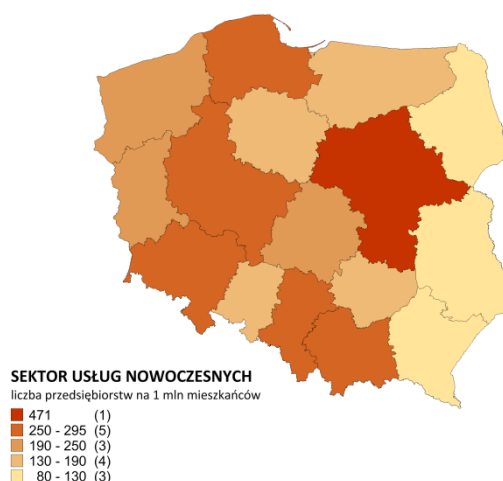 SEKTOR USŁUG NOWOCZESNYCH
liczba przedsiębiorstw na 1 mln mieszkańców
471 (1)
250 - 295 (5)
190 - 250 (3)
130 - 190 (4)
80 - 130 (3)